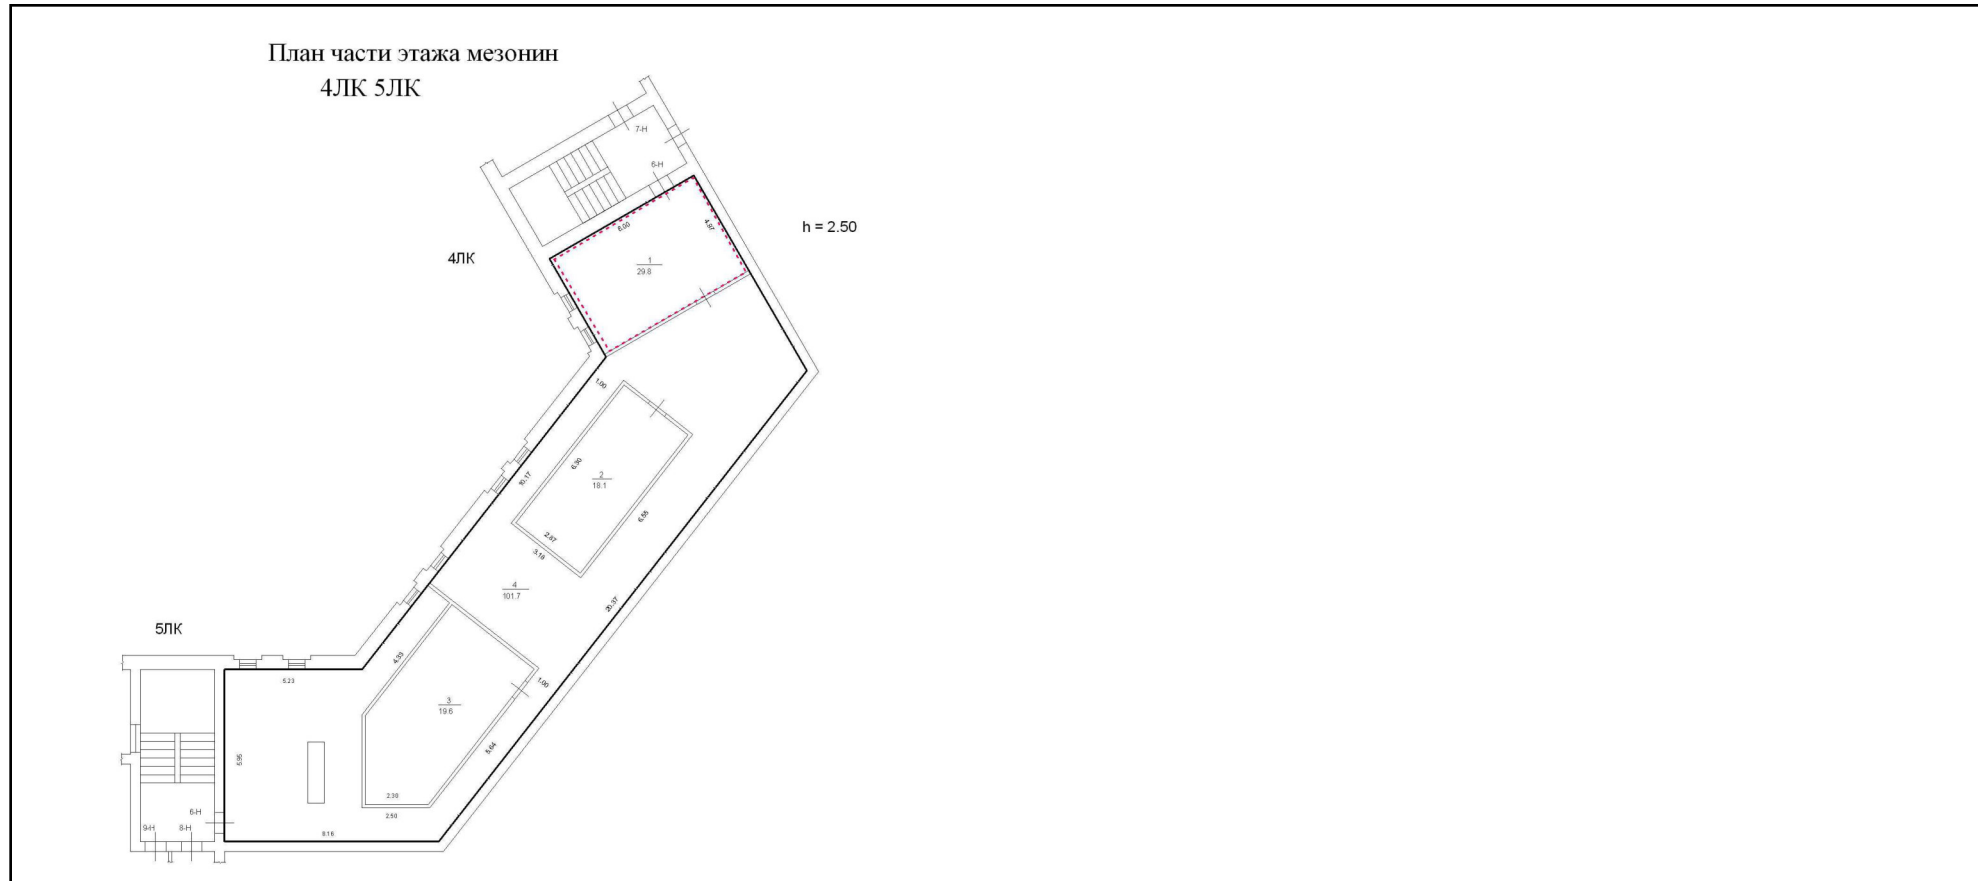 План части этажа мезонин
4ЛК 5ЛК
7-Н
6-Н
6.00
4.97
h = 2.50
4ЛК
1
29.8
1.00
6.30
2
18.1
10.17
6.55
2.87
3.18
4
101.7
20.37
5ЛК
4.33
5.23
1.00
3
19.6
5.64
5.95
2.30
2.50
6-Н
9-Н
8-Н
8.16